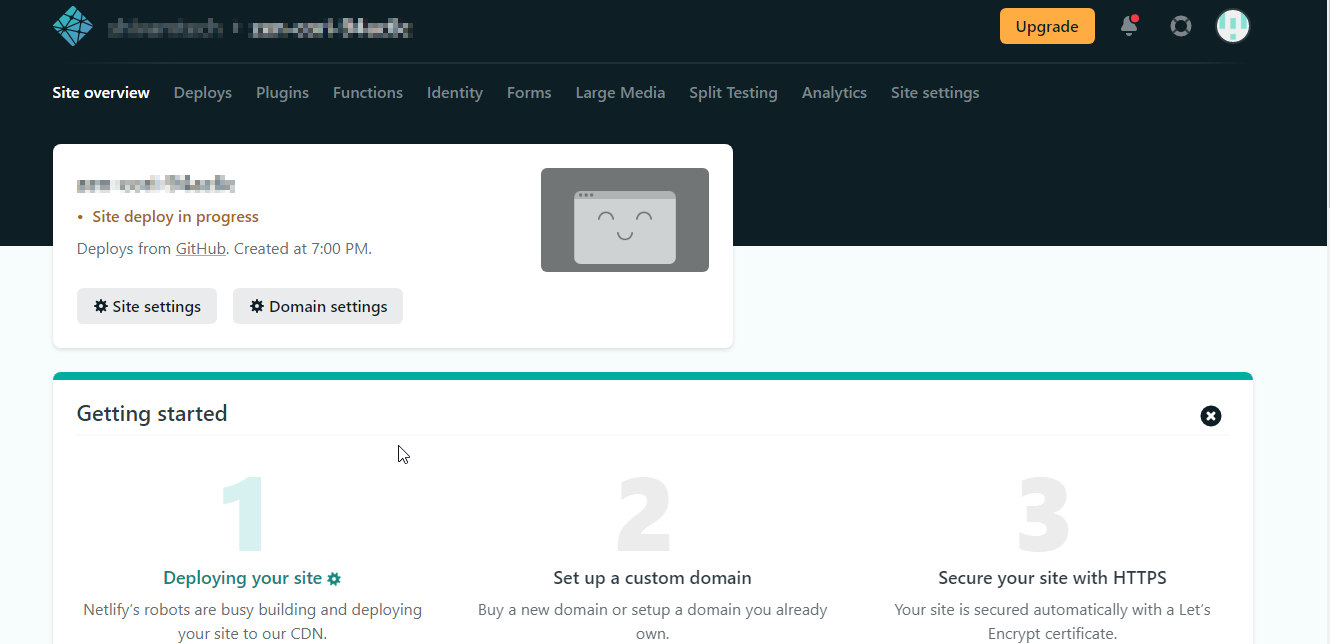 Upgrade
Site overview Deploys Plugins Functions Identity Forms Large Media Split Testing Analytics Site settings
• Site deploy in progress
Deploys from GitHub. Created at 7:00 PM.
Site settings Domain settings
Getting started
1 2 3
Deploying your site Set up a custom domain Secure your site with HTTPS
Netlify’s robots are busy building and deploying Buy a new domain or setup a domain you already Your site is secured automatically with a Let’s
your site to our CDN. own. Encrypt certificate.